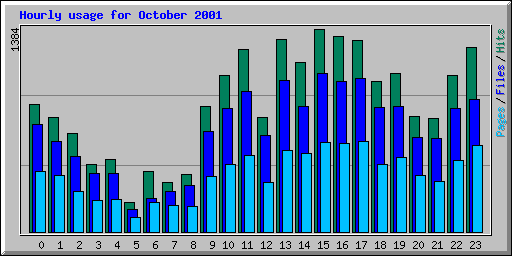 Hourly usage for October 2001
1384
Pages/Files/Hits
0 1 2 3 4 5 6 7 8 9 10 11 12 13 14 15 16 17 18 19 20 21 22 23